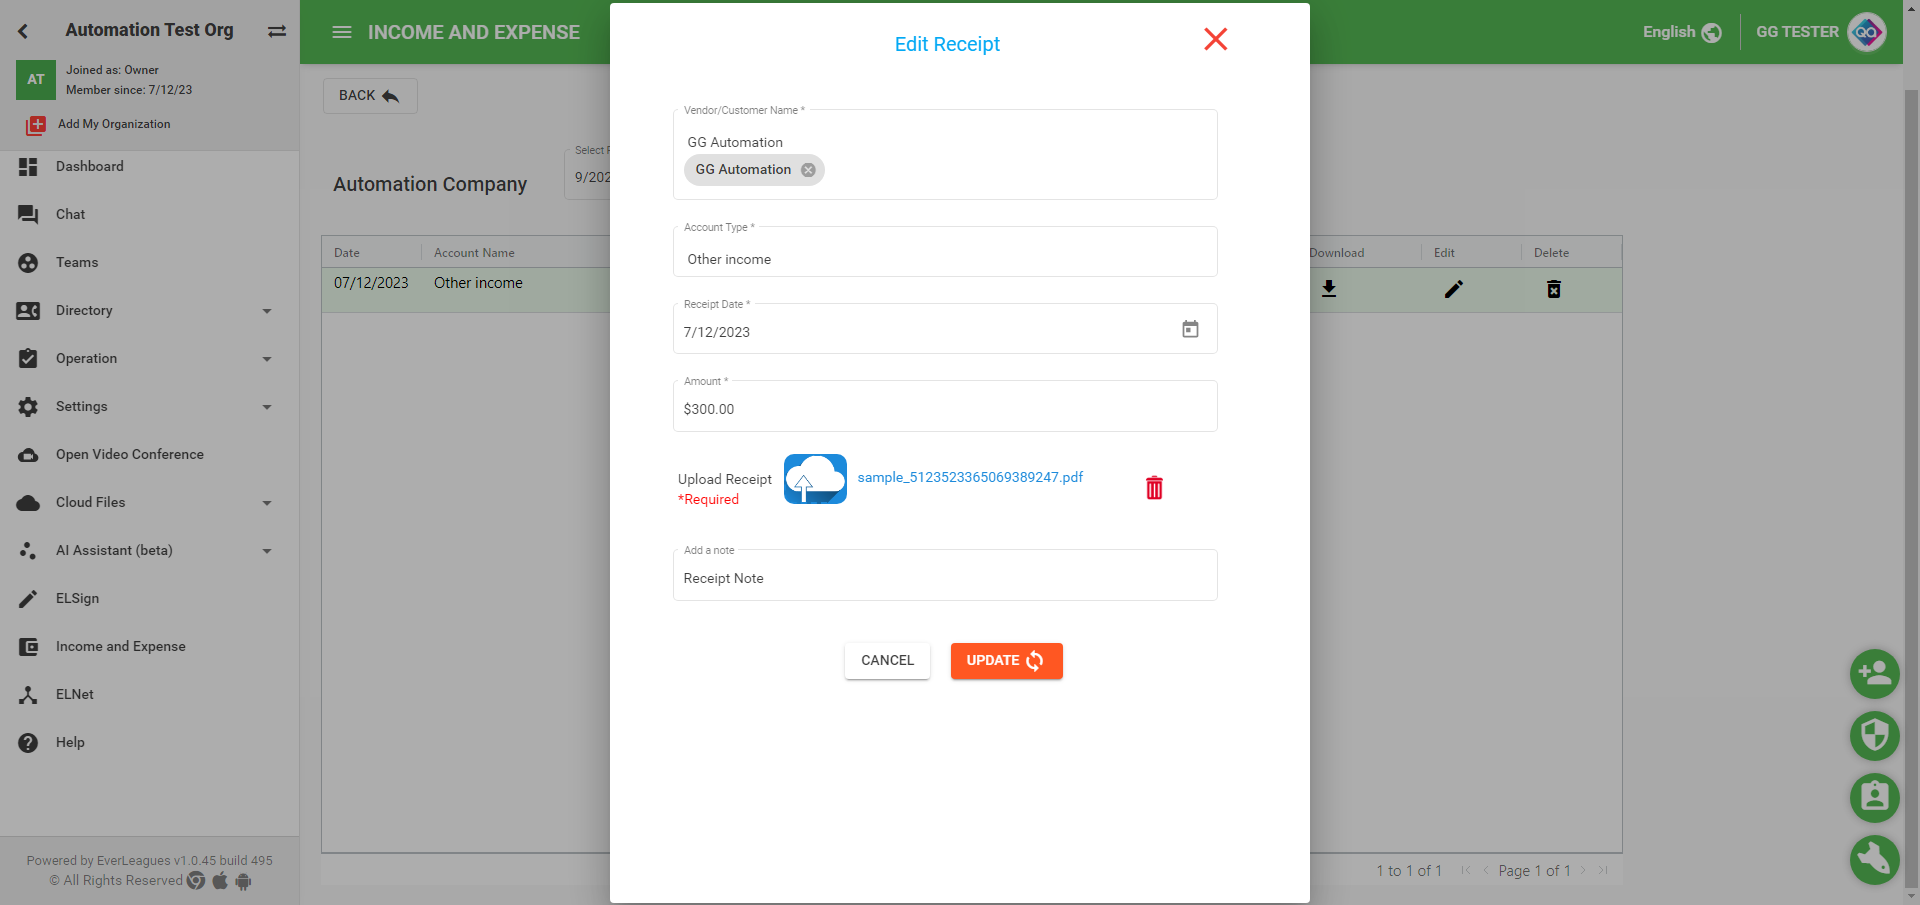 Automation Test Org
AT
Joined as: Owner
Member since: 7/12/23
Add My Organization
Dashboard
Chat
Teams
Directory
Operation
Settings
Open Video Conference
Cloud Files
AI Assistant (beta)
ELSign
Income and Expense
ELNet
Help
Powered by EverLeagues v1.0.45 build 495
© All Rights Reserved
INCOME AND EXPENSE
English
GG TESTER
QA
BACK
Automation Company
Select
9/202
Date
Account Name
Download
Edit
Delete
07/12/2023
Other income
1 to 1 of 1
Page 1 of 1
Edit Receipt
Vendor/Customer Name *
GG Automation
GG Automation
Account Type *
Other income
Receipt Date *
7/12/2023
Amount *
$300.00
Upload Receipt
*Required
sample_5123523365069389247.pdf
Add a note
Receipt Note
CANCEL
UPDATE